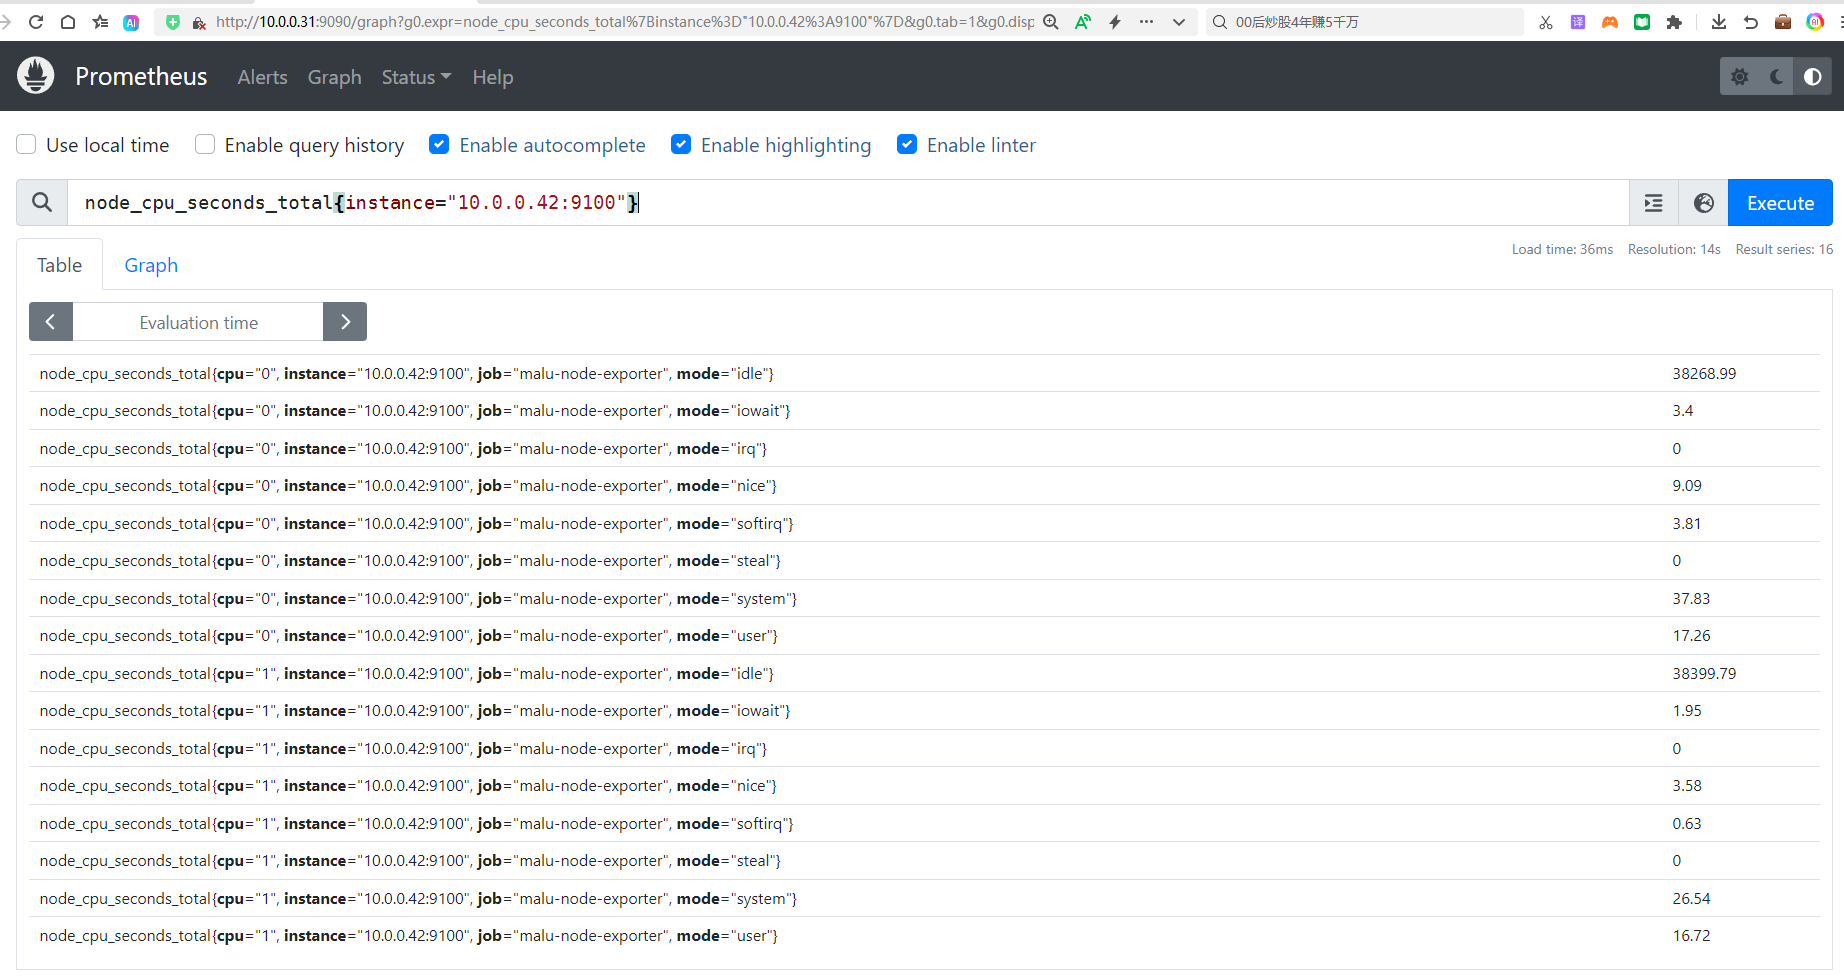 http://10.0.0.31:9090/graph?g0.expr=node_cpu_seconds_total%7Binstance%3D"10.0.0.42%3A9100"%7D&g0.tab=1&g0.disp
00后炒股4年赚5千万
Prometheus Alerts Graph Status Help
Use local time Enable query history Enable autocomplete Enable highlighting Enable linter
node_cpu_seconds_total{instance="10.0.0.42:9100"} Execute
Load time: 36ms Resolution: 14s Result series: 16
Table Graph
Evaluation time
node_cpu_seconds_total{cpu="0", instance="10.0.0.42:9100", job="malu-node-exporter", mode="idle"} 38268.99
node_cpu_seconds_total{cpu="0", instance="10.0.0.42:9100", job="malu-node-exporter", mode="iowait"} 3.4
node_cpu_seconds_total{cpu="0", instance="10.0.0.42:9100", job="malu-node-exporter", mode="irq"} 0
node_cpu_seconds_total{cpu="0", instance="10.0.0.42:9100", job="malu-node-exporter", mode="nice"} 9.09
node_cpu_seconds_total{cpu="0", instance="10.0.0.42:9100", job="malu-node-exporter", mode="softirq"} 3.81
node_cpu_seconds_total{cpu="0", instance="10.0.0.42:9100", job="malu-node-exporter", mode="steal"} 0
node_cpu_seconds_total{cpu="0", instance="10.0.0.42:9100", job="malu-node-exporter", mode="system"} 37.83
node_cpu_seconds_total{cpu="0", instance="10.0.0.42:9100", job="malu-node-exporter", mode="user"} 17.26
node_cpu_seconds_total{cpu="1", instance="10.0.0.42:9100", job="malu-node-exporter", mode="idle"} 38399.79
node_cpu_seconds_total{cpu="1", instance="10.0.0.42:9100", job="malu-node-exporter", mode="iowait"} 1.95
node_cpu_seconds_total{cpu="1", instance="10.0.0.42:9100", job="malu-node-exporter", mode="irq"} 0
node_cpu_seconds_total{cpu="1", instance="10.0.0.42:9100", job="malu-node-exporter", mode="nice"} 3.58
node_cpu_seconds_total{cpu="1", instance="10.0.0.42:9100", job="malu-node-exporter", mode="softirq"} 0.63
node_cpu_seconds_total{cpu="1", instance="10.0.0.42:9100", job="malu-node-exporter", mode="steal"} 0
node_cpu_seconds_total{cpu="1", instance="10.0.0.42:9100", job="malu-node-exporter", mode="system"} 26.54
node_cpu_seconds_total{cpu="1", instance="10.0.0.42:9100", job="malu-node-exporter", mode="user"} 16.72